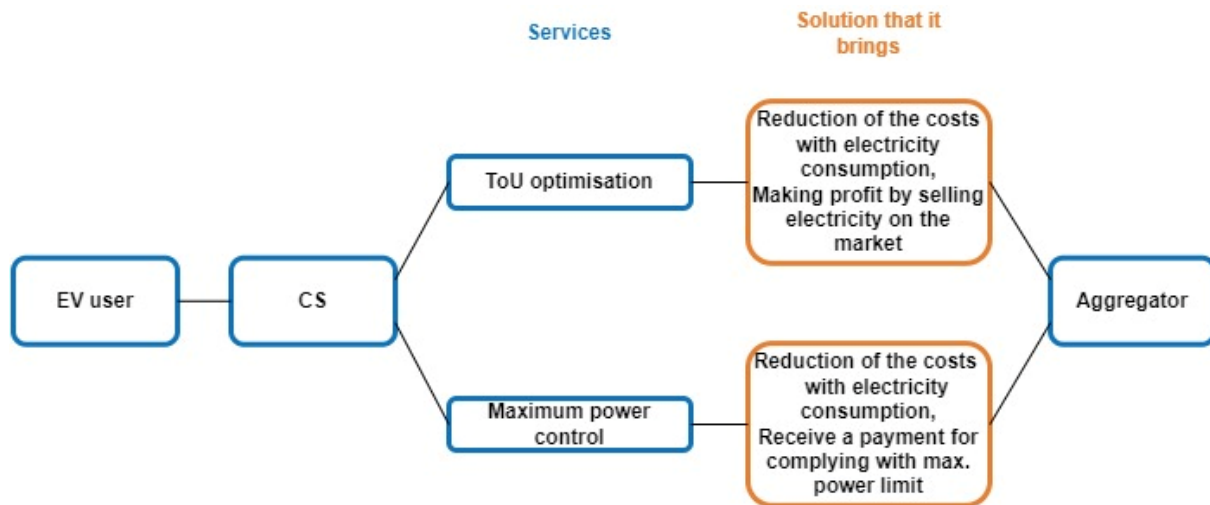 Services
Solution that it
brings
EV user
CS
ToU optimisation
Reduction of the costs
with electricity
consumption,
Making profit by selling
electricity on the
market
Maximum power
control
Reduction of the costs
with electricity
consumption,
Receive a payment for
complying with max.
power limit
Aggregator